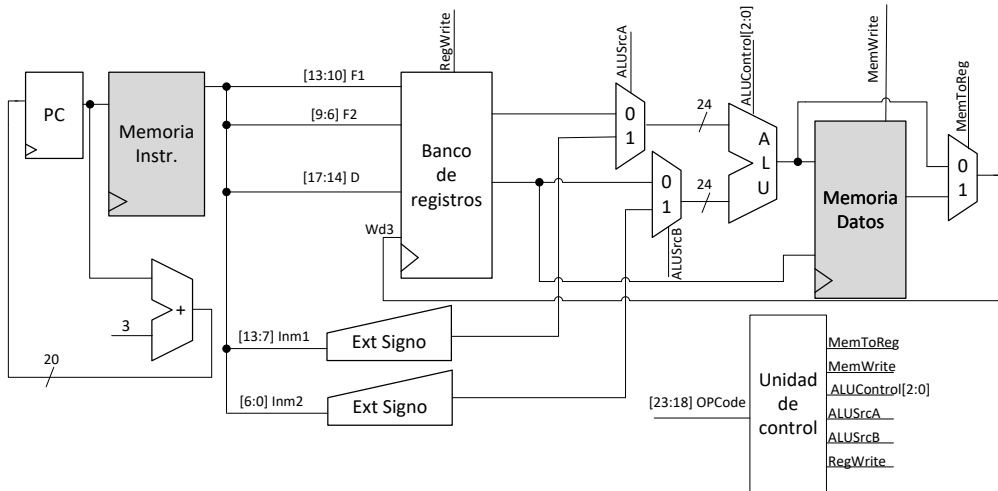 PC
Memoria
Instr.
[13:10] F1
[9:6] F2
[17:14] D
Wd3
RegWrite
Banco
de
registros
ALUSrcA
0
1
0
1
ALUSrcB
24
24
ALUControl[2:0]
A
L
U
MemWrite
Memoria
Datos
MemToReg
0
1
3
+
20
[13:7] Inm1
Ext Signo
[6:0] Inm2
Ext Signo
[23:18] OPCode
Unidad
de
control
MemToReg
MemWrite
ALUControl[2:0]
ALUSrcA
ALUSrcB
RegWrite